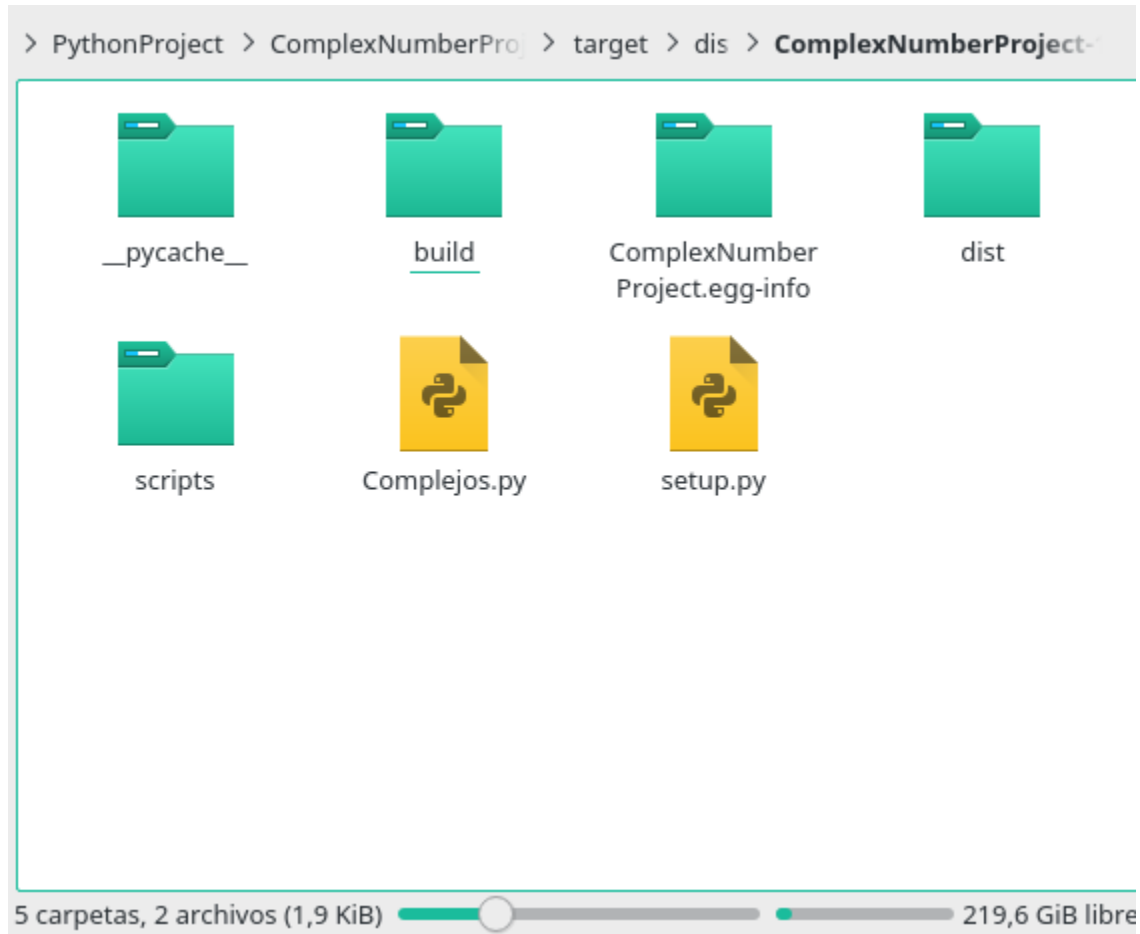 > PythonProject > ComplexNumberProj > target > dis > ComplexNumberProject-
__pycache__
build
ComplexNumber
Project.egg-info
dist
scripts
Complejos.py
setup.py
5 carpetas, 2 archivos (1,9 KiB)
219,6 GiB libre